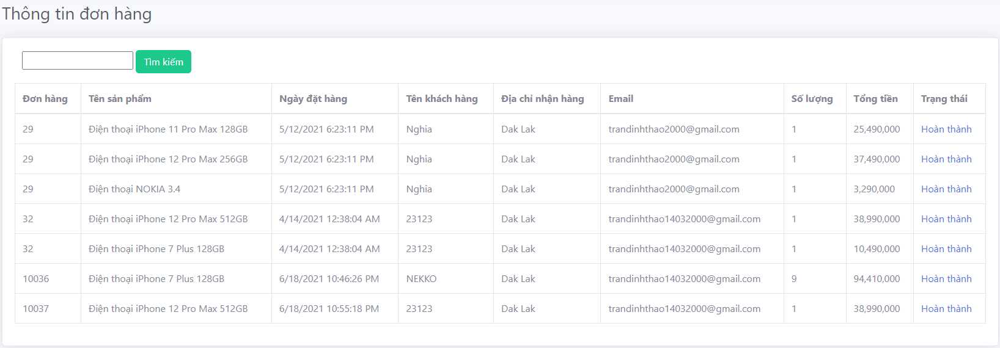 Thông tin đơn hàng
Tìm kiếm
Đơn hàng Tên sản phẩm Ngày đặt hàng Tên khách hàng Địa chỉ nhận hàng Email Số lượng Tổng tiền Trạng thái
29 Điện thoại iPhone 11 Pro Max 128GB 5/12/2021 6:23:11 PM Nghia Dak Lak trandinhthao2000@gmail.com 1 25,490,000 Hoàn thành
29 Điện thoại iPhone 12 Pro Max 256GB 5/12/2021 6:23:11 PM Nghia Dak Lak trandinhthao2000@gmail.com 1 37,490,000 Hoàn thành
29 Điện thoại NOKIA 3.4 5/12/2021 6:23:11 PM Nghia Dak Lak trandinhthao2000@gmail.com 1 3,290,000 Hoàn thành
32 Điện thoại iPhone 12 Pro Max 512GB 4/14/2021 12:38:04 AM 23123 Dak Lak trandinhthao14032000@gmail.com 1 38,990,000 Hoàn thành
32 Điện thoại iPhone 7 Plus 128GB 4/14/2021 12:38:04 AM 23123 Dak Lak trandinhthao14032000@gmail.com 1 10,490,000 Hoàn thành
10036 Điện thoại iPhone 7 Plus 128GB 6/18/2021 10:46:26 PM NEKKO Dak Lak trandinhthao14032000@gmail.com 9 94,410,000 Hoàn thành
10037 Điện thoại iPhone 12 Pro Max 512GB 6/18/2021 10:55:18 PM 23123 Dak Lak trandinhthao14032000@gmail.com 1 38,990,000 Hoàn thành